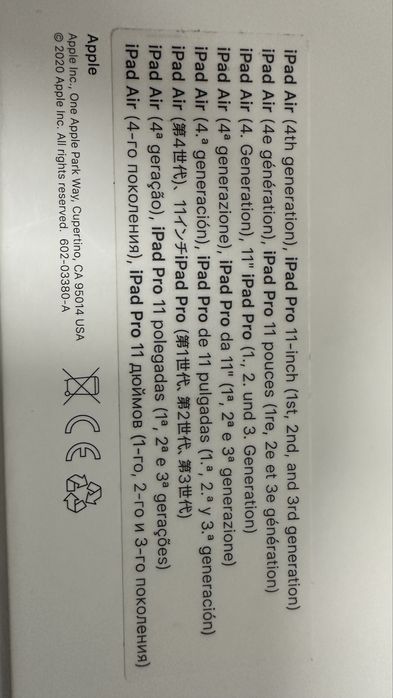 iPad Air (4th generation), iPad Pro 11-inch (1st, 2nd, and 3rd generation)
iPad Air (4e génération), iPad Pro 11 pouces (1re, 2e et 3e génération)
iPad Air (4. Generation), 11" iPad Pro (1., 2. und 3. Generation)
iPad Air (4ª generazione), iPad Pro da 11" (1ª, 2ª e 3ª generazione)
iPad Air (4.ª generación), iPad Pro de 11 pulgadas (1.ª, 2.ª y 3.ª generación)
iPad Air (第4世代)、11インチiPad Pro (第1世代、第2世代、第3世代)
iPad Air (4ª geração), iPad Pro 11 polegadas (1ª, 2ª e 3ª gerações)
iPad Air (4-го поколения), iPad Pro 11 дюймов (1-го, 2-го и 3-го поколения)
Apple
Apple Inc., One Apple Park Way, Cupertino, CA 95014 USA
© 2020 Apple Inc. All rights reserved. 602-03380-A
CE